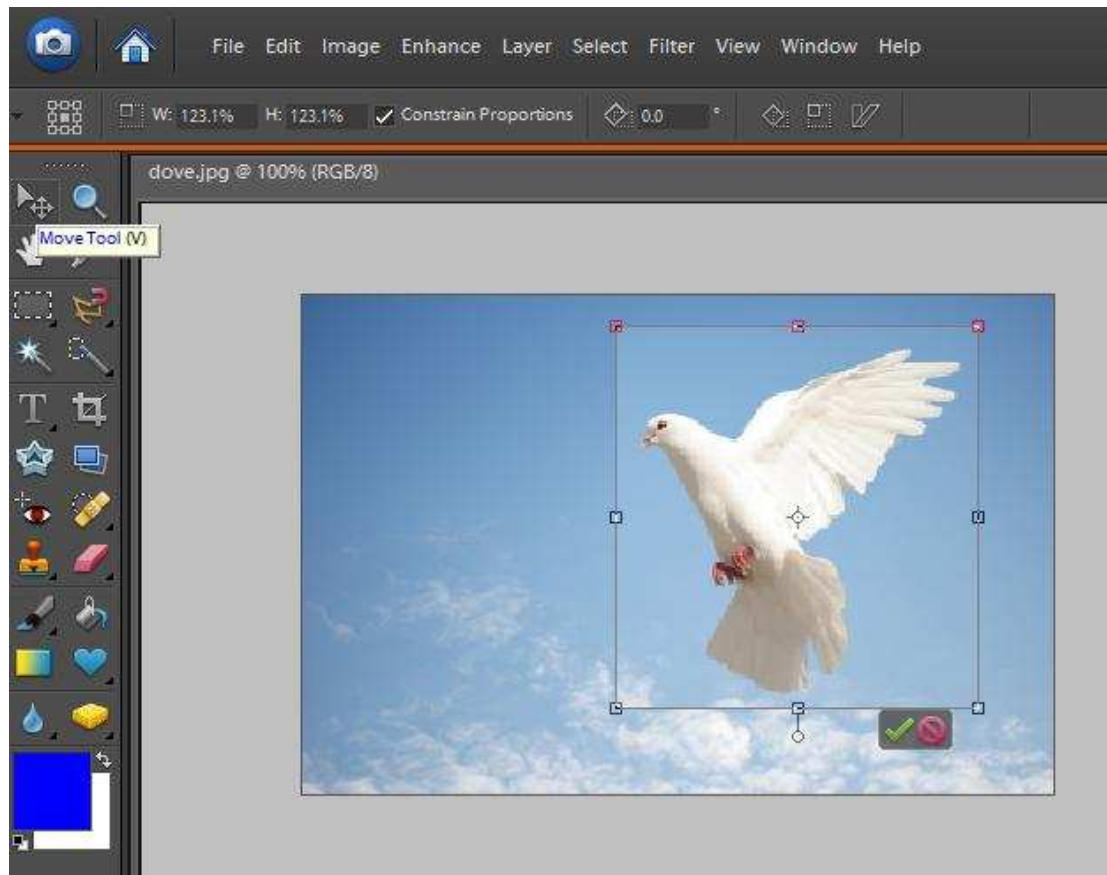 File Edit Image Enhance Layer Select Filter View Window Help
W: 123.1% H: 123.1% Constrain Proportions 0.0 °
dove.jpg @ 100% (RGB/8)
Move Tool (V)
T